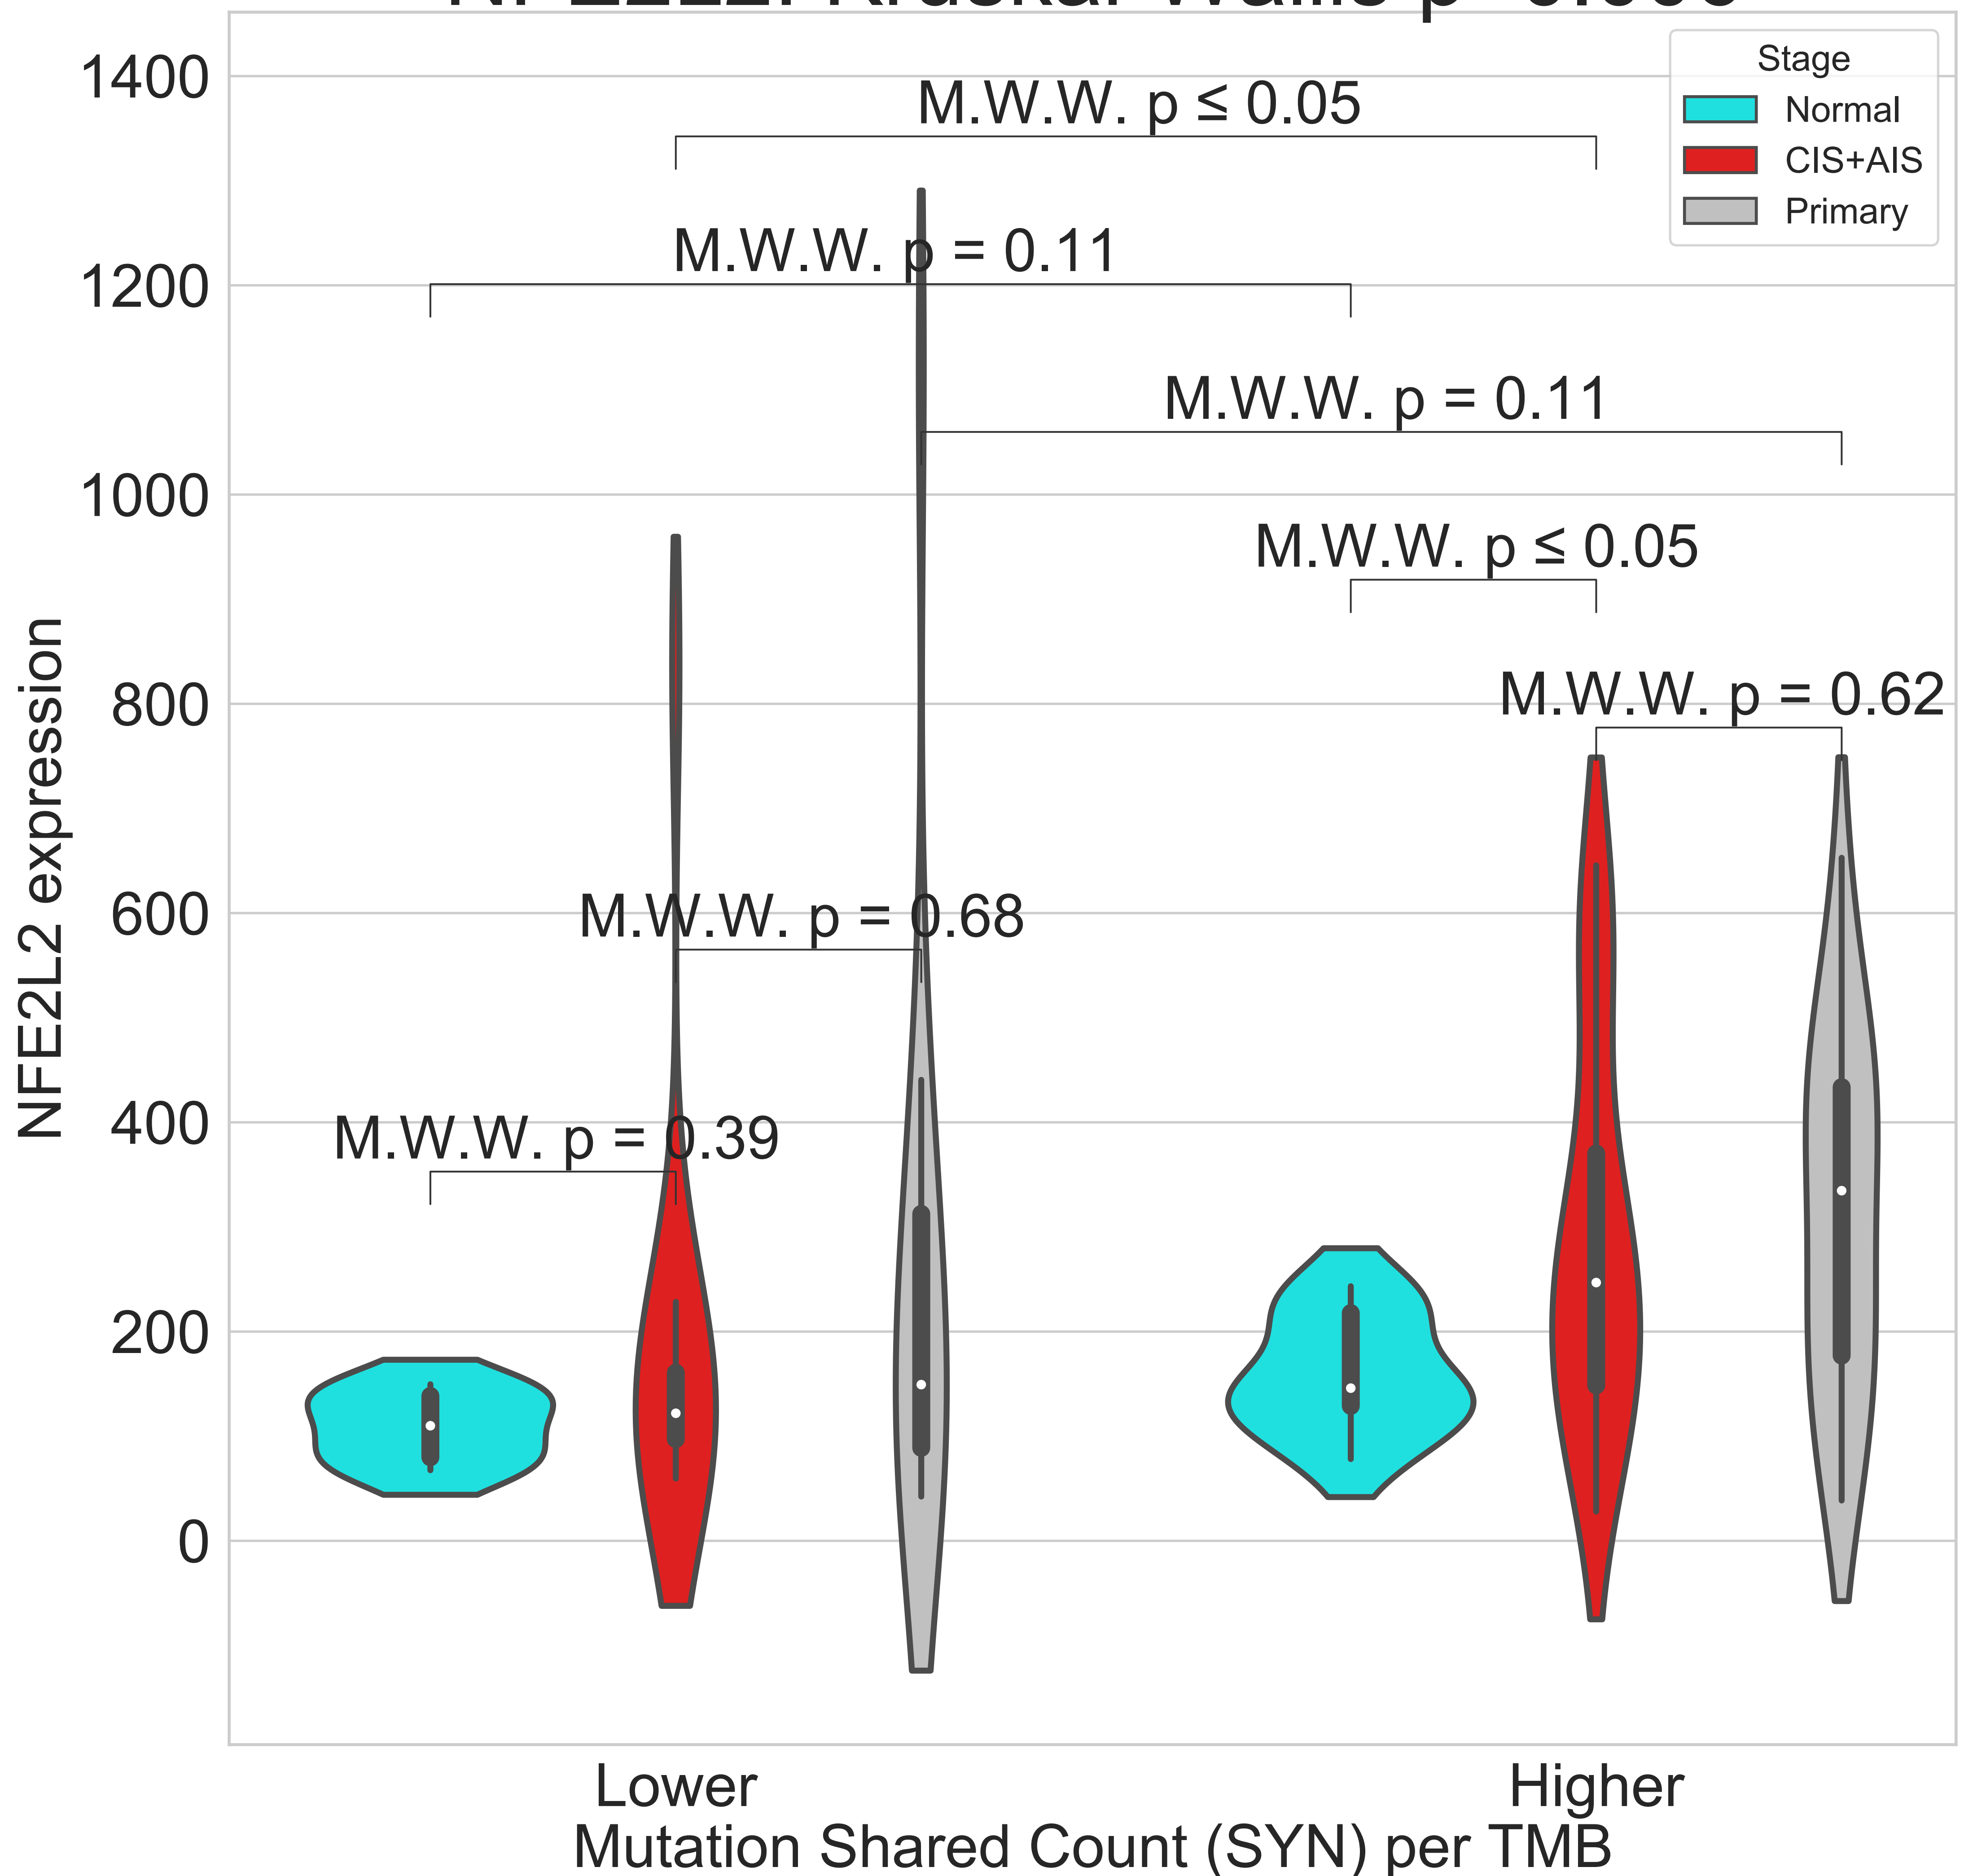 1400
1200
1000
800
600
400
200
0
NFE2L2 expression
Stage
Normal
CIS+AIS
Primary
M.W.W. p ≤ 0.05
M.W.W. p = 0.11
M.W.W. p = 0.11
M.W.W. p ≤ 0.05
M.W.W. p = 0.62
M.W.W. p = 0.68
M.W.W. p = 0.39
Lower
Higher
Mutation Shared Count (SYN) per TMB